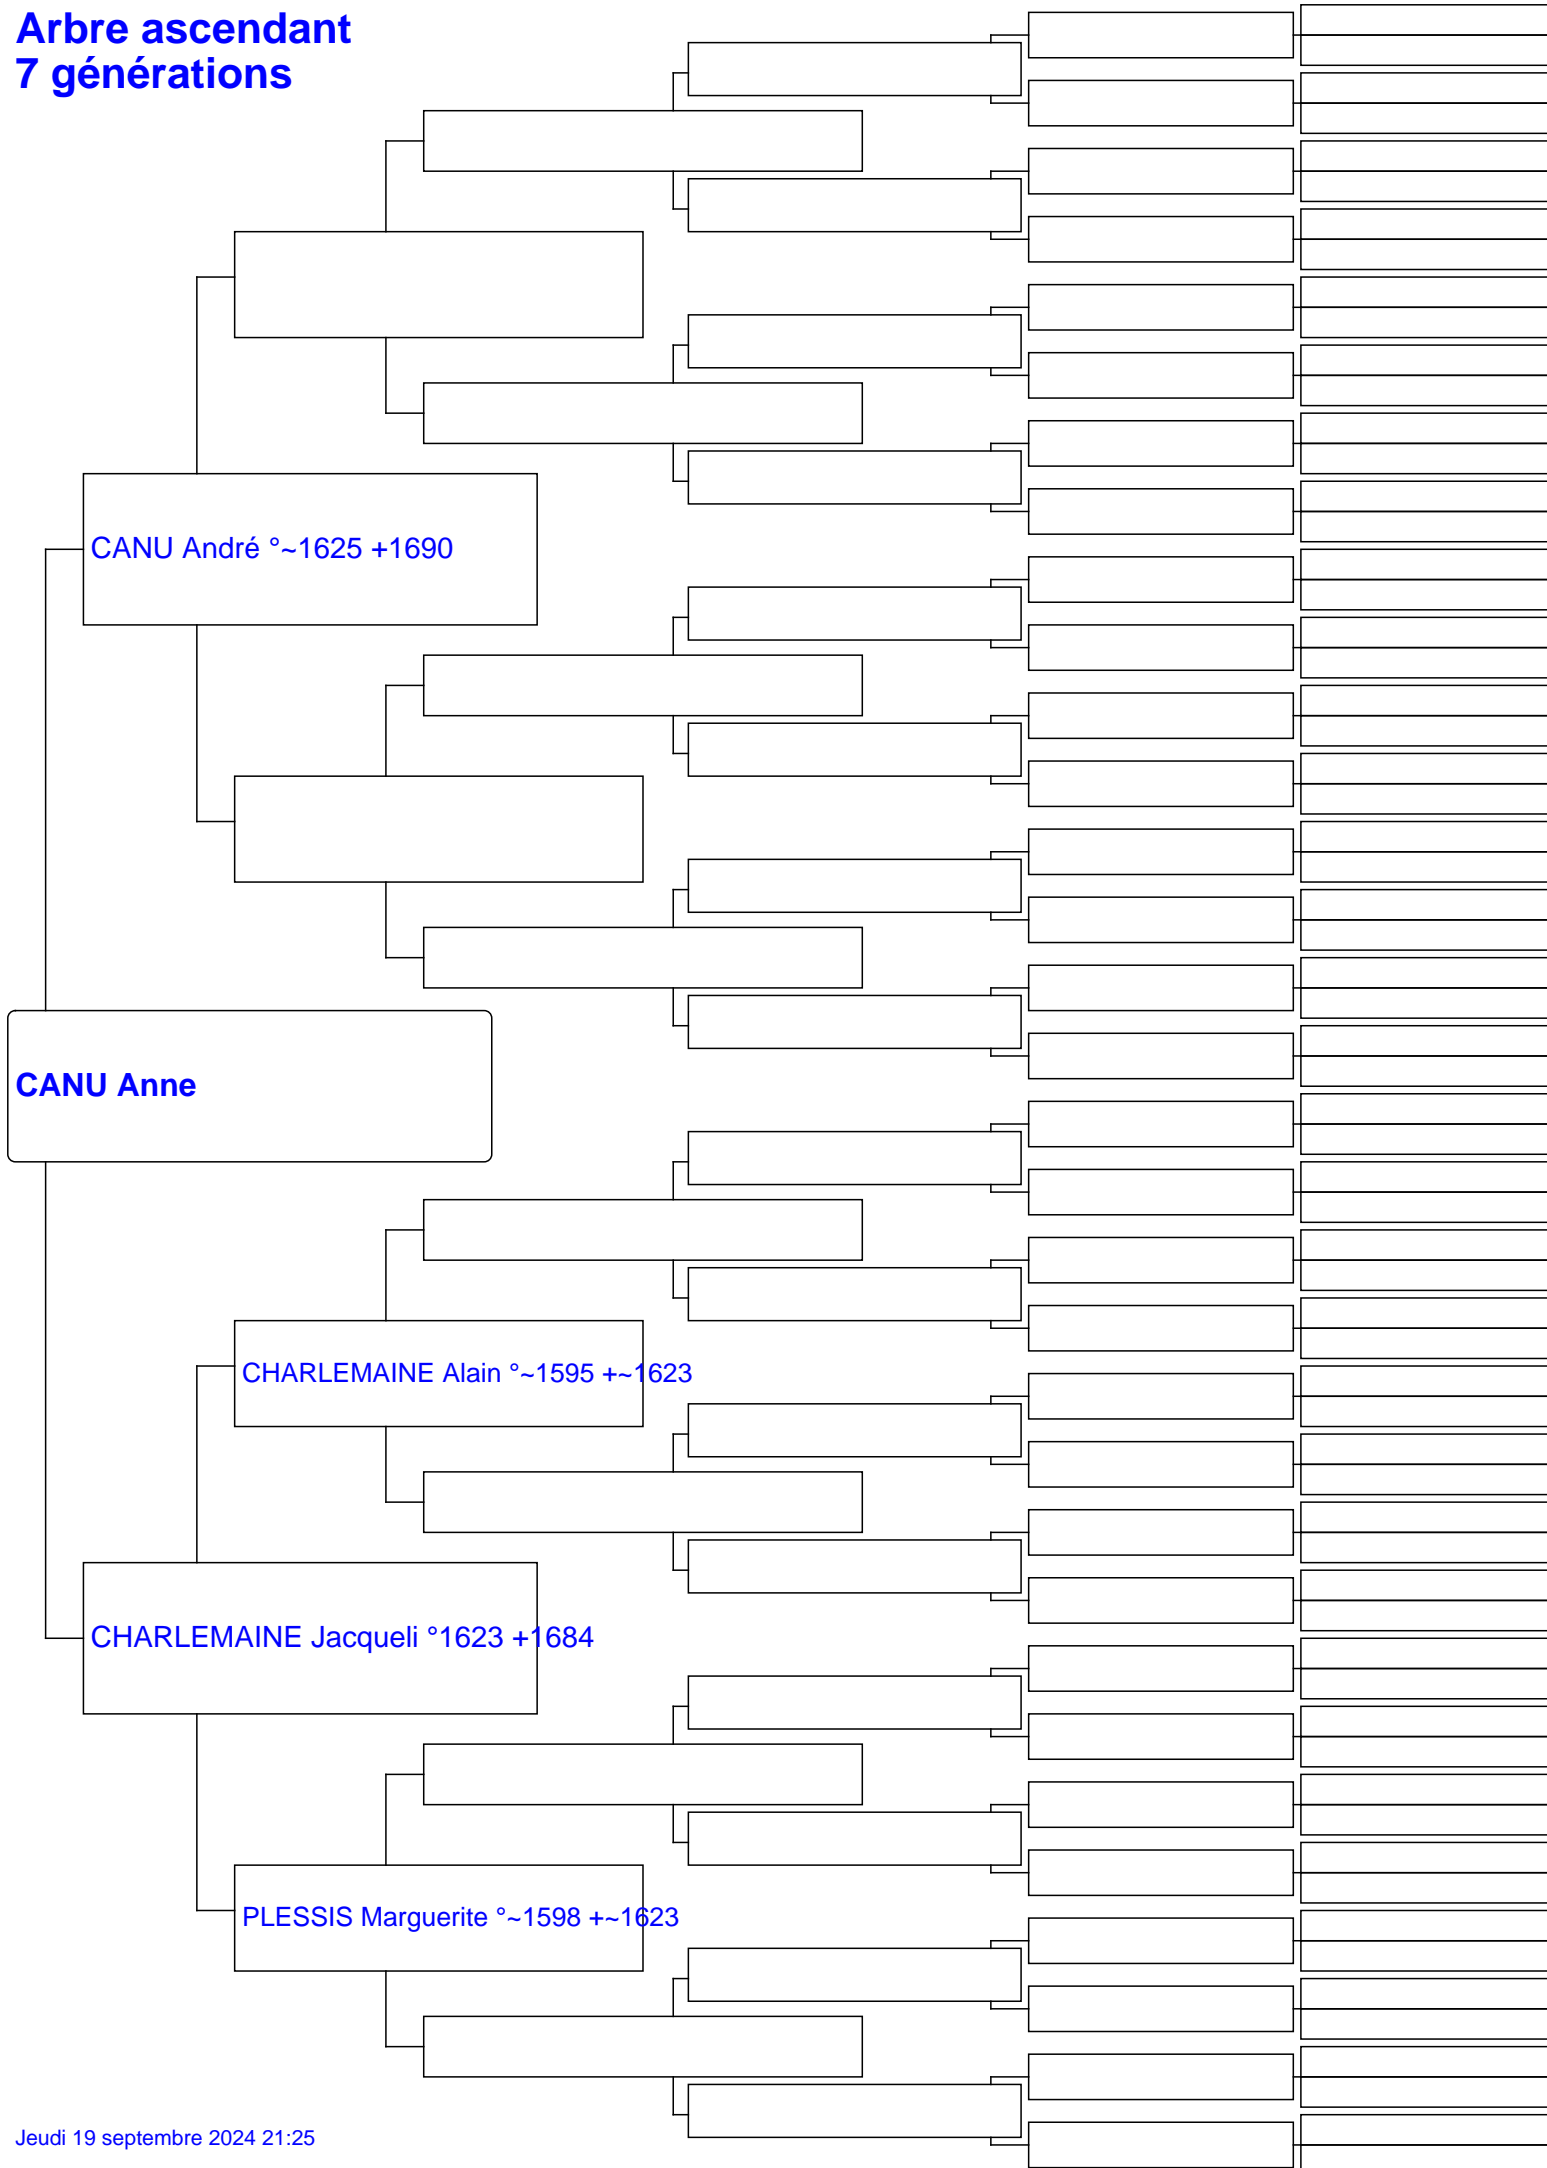 Arbre ascendant
7 générations
CANU André °~1625 +1690
CANU Anne
CHARLEMAINE Alain °~1595 +~1623
CHARLEMAINE Jacqueli °1623 +1684
PLESSIS Marguerite °~1598 +~1623
Jeudi 19 septembre 2024 21:25